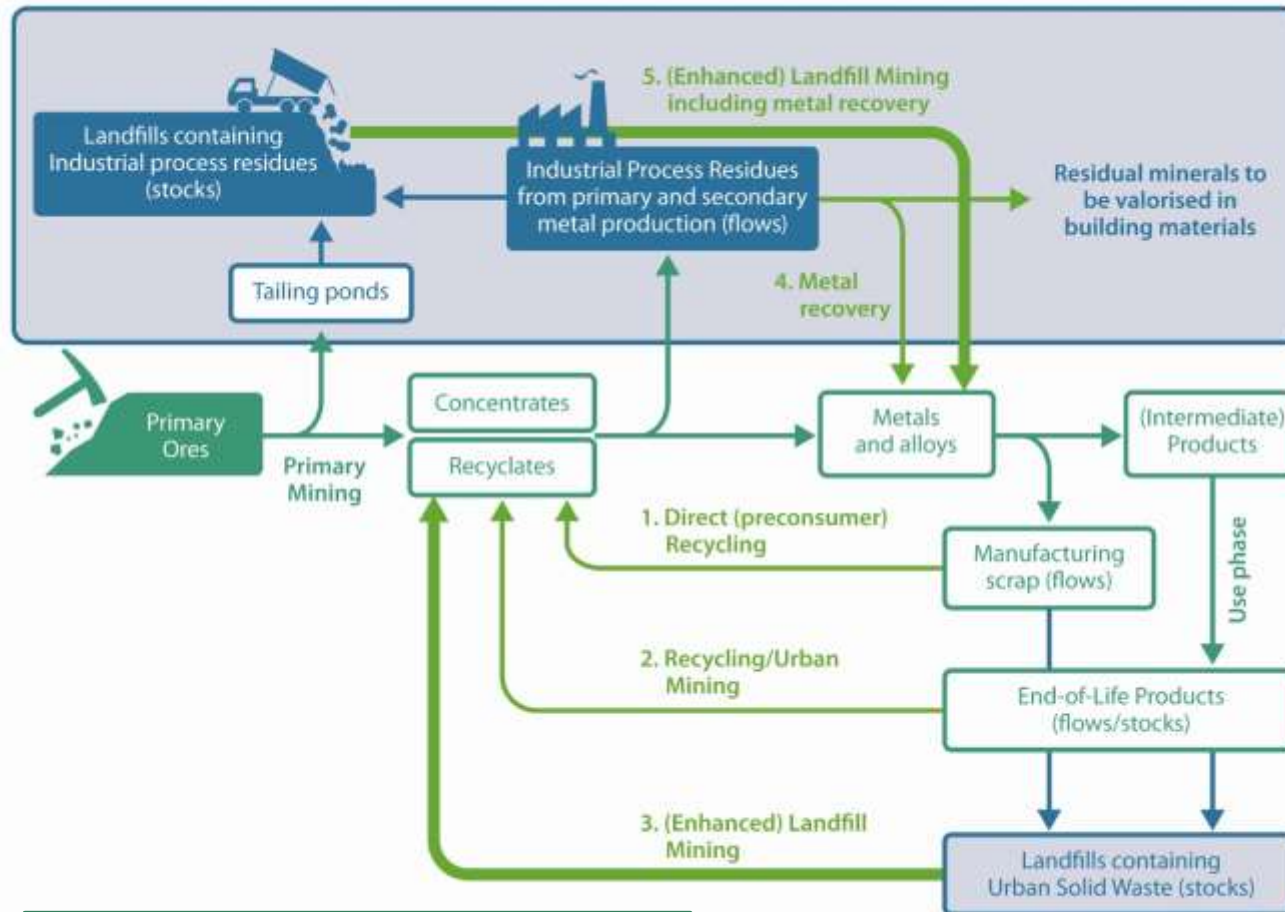 5. (Enhanced) Landfill Mining
including metal recovery
Landfills containing
Industrial process residues
(stocks)
Industrial Process Residues
from primary and secondary
metal production (flows)
Residual minerals to
be valorised in
building materials
Tailing ponds
4. Metal
recovery
Primary
Ores
Primary
Mining
Concentrates
Recyclates
Metals
and alloys
(Intermediate)
Products
1. Direct (preconsumer)
Recycling
Manufacturing
scrap (flows)
Use phase
2. Recycling/Urban
Mining
End-of-Life Products
(flows/stocks)
3. (Enhanced) Landfill
Mining
Landfills containing
Urban Solid Waste (stocks)